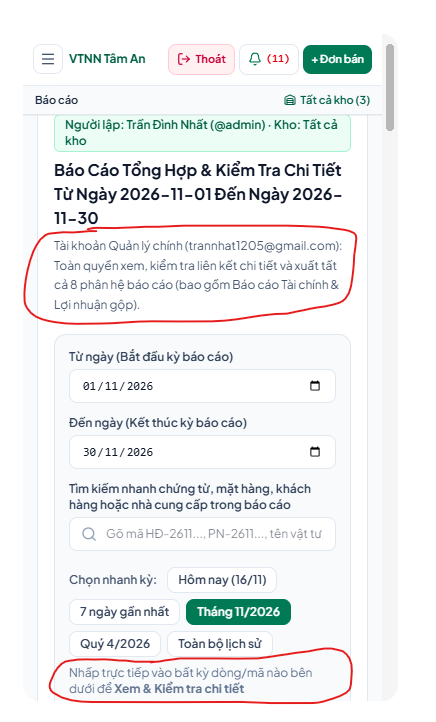 VTNN Tâm An
Thoát
(11)
+ Đơn bán
Báo cáo
Tất cả kho (3)
Người lập: Trần Đình Nhất (@admin) · Kho: Tất cả
kho
Báo Cáo Tổng Hợp & Kiểm Tra Chi Tiết
Từ Ngày 2026-11-01 Đến Ngày 2026-
11-30
Tài khoản Quản lý chính (trannhat1205@gmail.com):
Toàn quyền xem, kiểm tra liên kết chi tiết và xuất tất
cả 8 phân hệ báo cáo (bao gồm Báo cáo Tài chính &
Lợi nhuận gộp).
Từ ngày (Bắt đầu kỳ báo cáo)
01/11/2026
Đến ngày (Kết thúc kỳ báo cáo)
30/11/2026
Tìm kiếm nhanh chứng từ, mặt hàng, khách
hàng hoặc nhà cung cấp trong báo cáo
Gõ mã HĐ-2611..., PN-2611..., tên vật tư
Chọn nhanh kỳ:
Hôm nay (16/11)
7 ngày gần nhất
Tháng 11/2026
Quý 4/2026
Toàn bộ lịch sử
Nhấp trực tiếp vào bất kỳ dòng/mã nào bên
dưới để Xem & Kiểm tra chi tiết